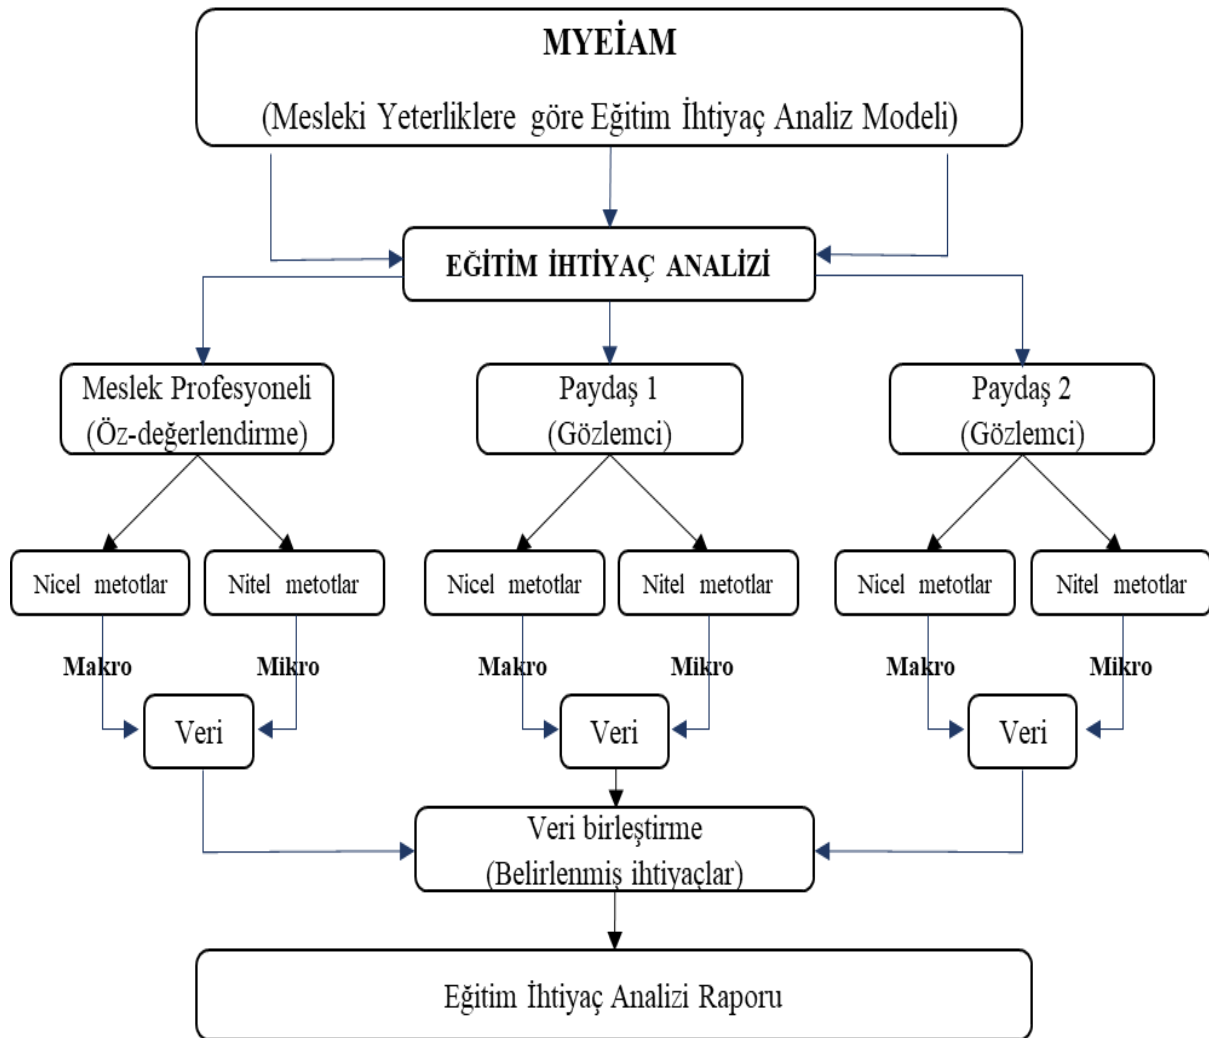 MYEİAM
(Mesleki Yeterliklere göre Eğitim İhtiyaç Analiz Modeli)
EĞİTİM İHTİYAÇ ANALİZİ
Meslek Profesyoneli
(Öz-değerlendirme)
Paydaş 1
(Gözlemci)
Paydaş 2
(Gözlemci)
Nicel metotlar
Nitel metotlar
Nicel metotlar
Nitel metotlar
Nicel metotlar
Nitel metotlar
Makro
Mikro
Makro
Mikro
Makro
Mikro
Veri
Veri
Veri
Veri birleştirme
(Belirlenmiş ihtiyaçlar)
Eğitim İhtiyaç Analizi Raporu